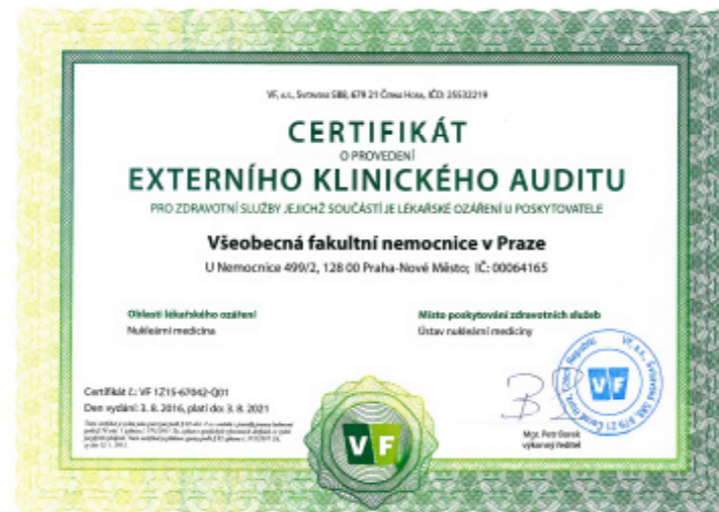 VF, a.s., Svitavská 588, 679 21 Černá Hora, IČO: 25532219
CERTIFIKÁT
O PROVEDENÍ
EXTERNÍHO KLINICKÉHO AUDITU
PRO ZDRAVOTNÍ SLUŽBY JEJICHŽ SOUČÁSTÍ JE LÉKAŘSKÉ OZÁŘENÍ U POSKYTOVATELE
Všeobecná fakultní nemocnice v Praze
U Nemocnice 499/2, 128 00 Praha-Nové Město; IČ: 00064165
Oblasti lékařského ozáření
Nukleární medicína
Místo poskytování zdravotních služeb
Ústav nukleární medicíny
Certifikát č.: VF 1Z15-67042-Q01
Den vydání: 3. 8. 2016, platí do: 3. 8. 2021
VF
VF
Mgr. Petr Borek
výkonný ředitel